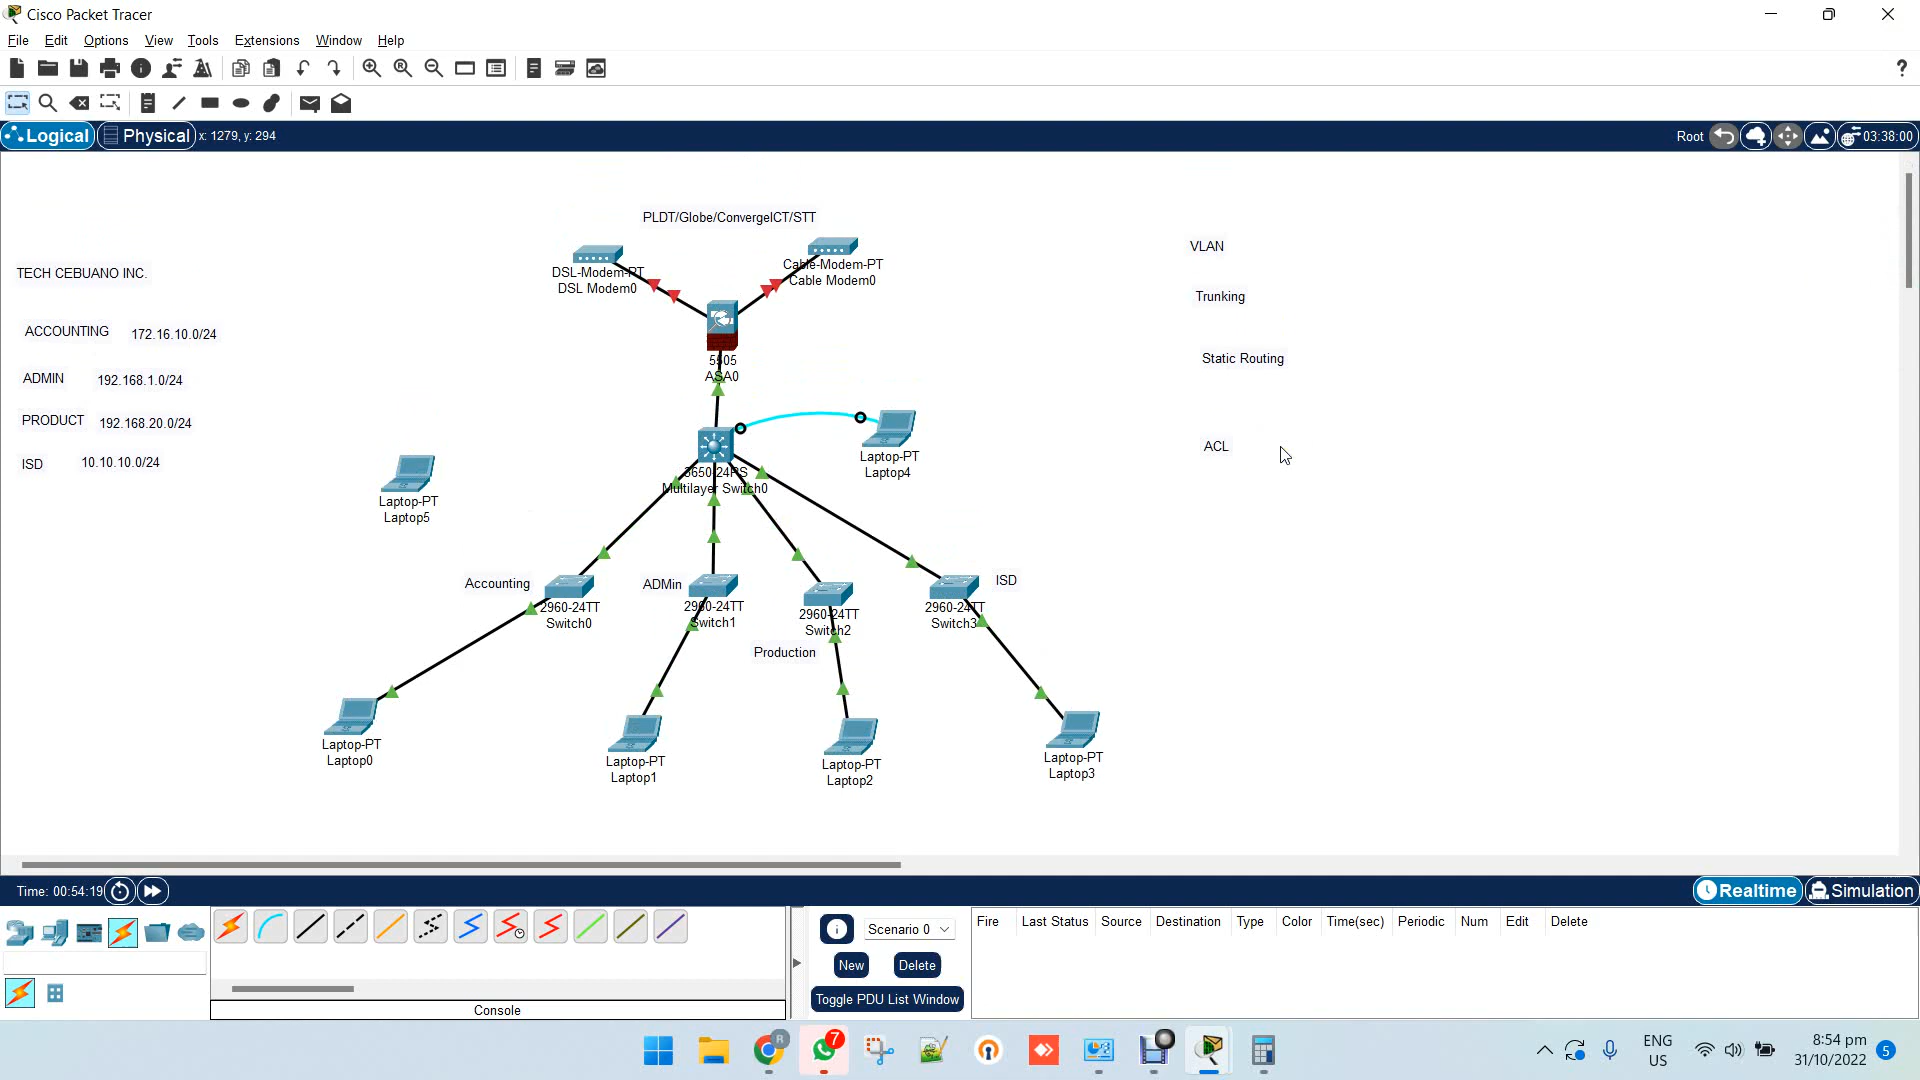 Cisco Packet Tracer
File Edit Options View Tools Extensions Window Help
?
Logical Physical x: 1279, y: 294
Root 03:38:00
PLDT/Globe/ConvergeICT/STT
DSL-Modem-PT
DSL Modem0
Cable-Modem-PT
Cable Modem0
VLAN
TECH CEBUANO INC.
Trunking
ACCOUNTING 172.16.10.0/24
5505
ASA0
Static Routing
ADMIN 192.168.1.0/24
PRODUCT 192.168.20.0/24
ISD 10.10.10.0/24
Laptop-PT
Laptop4
ACL
3650-24PS
Multilayer Switch0
Laptop-PT
Laptop5
Accounting
2960-24TT
Switch0
ADMin
2960-24TT
Switch1
2960-24TT
Switch2
Production
2960-24TT
Switch3
ISD
Laptop-PT
Laptop0
Laptop-PT
Laptop1
Laptop-PT
Laptop2
Laptop-PT
Laptop3
Time: 00:54:19
Realtime Simulation
Scenario 0
New Delete
Toggle PDU List Window
Fire Last Status Source Destination Type Color Time(sec) Periodic Num Edit Delete
Console
R
7
ENG
US
8:54 pm
31/10/2022
5